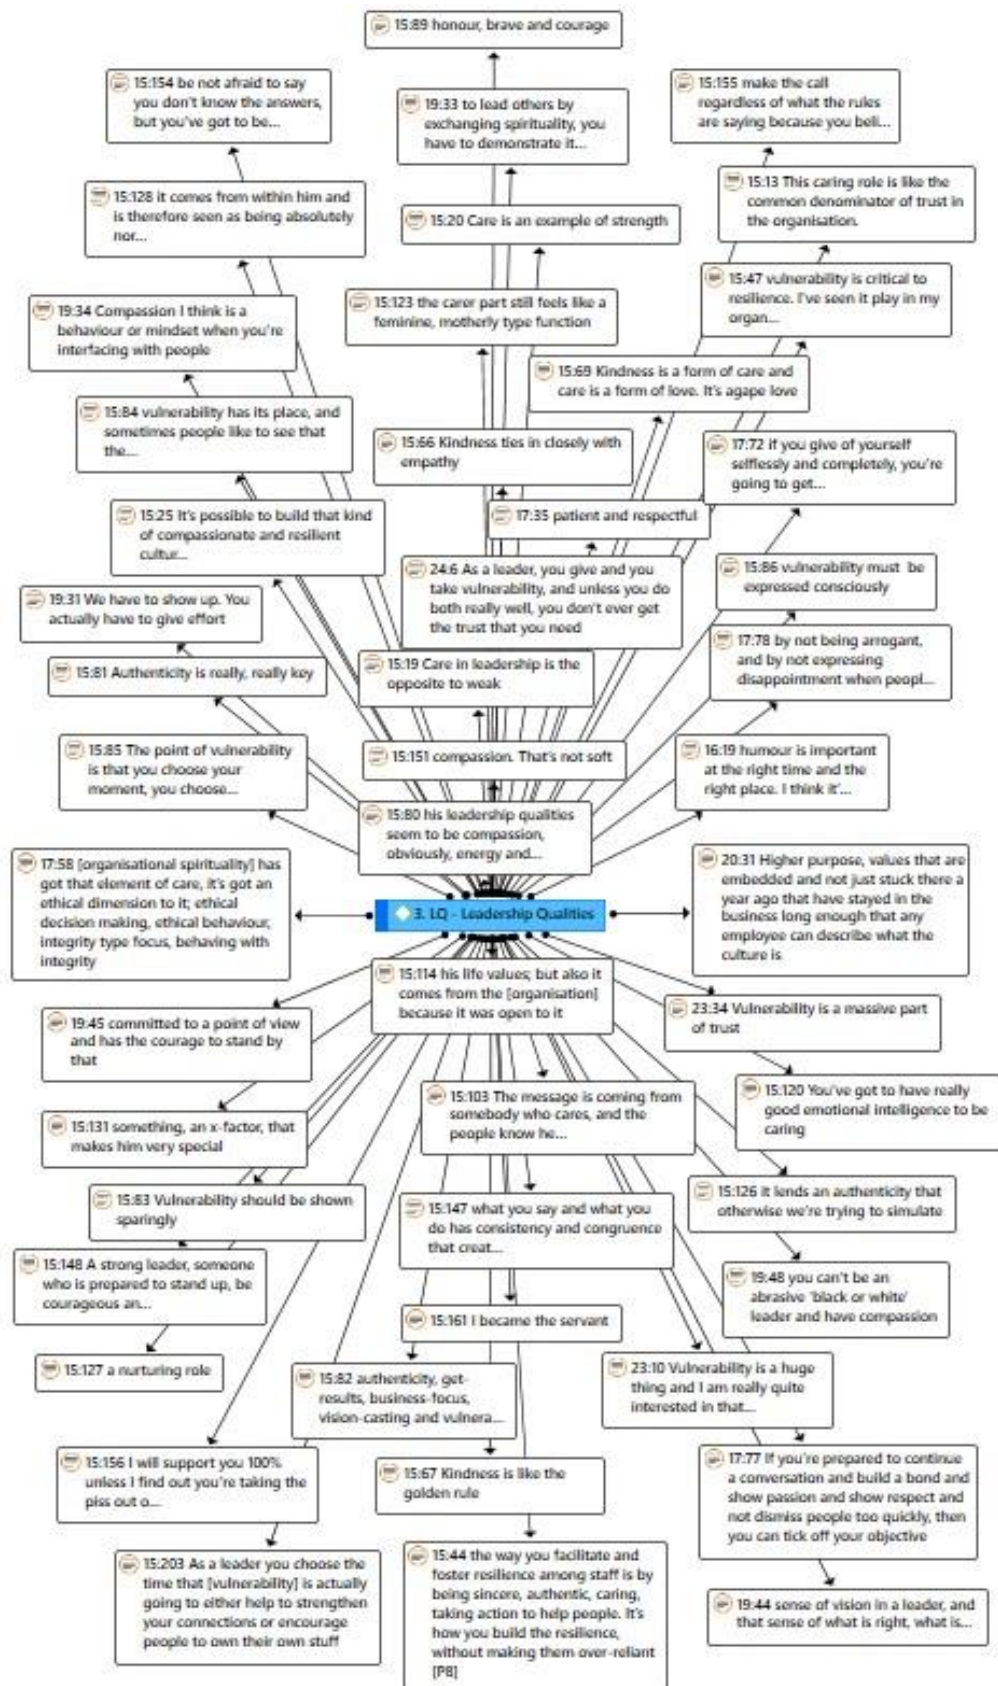 15:89 honour, brave and courage
15:154 be not afraid to say
you don't know the answers,
but you've got to be...
19:33 to lead others by
exchanging spirituality, you
have to demonstrate it...
15:155 make the call
regardless of what the rules
are saying because you beli...
15:128 it comes from within him and
is therefore seen as being absolutely
nor...
15:20 Care is an example of strength
15:13 This caring role is like the
common denominator of trust in
the organisation.
19:34 Compassion I think is a
behaviour or mindset when you're
interfacing with people
15:123 the carer part still feels like a
feminine, motherly type function
15:47 vulnerability is critical to
resilience. I've seen it play in my
organ...
15:69 Kindness is a form of care and
care is a form of love. It's agape love
15:84 vulnerability has its place, and
sometimes people like to see that
the...
15:66 Kindness ties in closely with
empathy
17:72 if you give of yourself
selflessly and completely, you're
going to get...
15:25 It's possible to build that kind
of compassionate and resilient
cultur...
17:35 patient and respectful
24:6 As a leader, you give and you
take vulnerability, and unless you do
both really well, you don't ever get
the trust that you need
15:86 vulnerability must be
expressed consciously
19:31 We have to show up. You
actually have to give effort
17:78 by not being arrogant,
and by not expressing
disappointment when peopl...
15:81 Authenticity is really, really key
15:19 Care in leadership is the
opposite to weak
15:85 The point of vulnerability
is that you choose your
moment, you choose...
15:151 compassion. That's not soft
16:19 humour is important
at the right time and the
right place. I think it'...
15:80 his leadership qualities
seem to be compassion,
obviously, energy and...
17:58 [organisational spirituality] has
got that element of care, it's got an
ethical dimension to it; ethical
decision making, ethical behaviour,
integrity type focus, behaving with
integrity
3. LQ - Leadership Qualities
20:31 Higher purpose, values that are
embedded and not just stuck there a
year ago that have stayed in the
business long enough that any
employee can describe what the
culture is
15:114 his life values; but also it
comes from the [organisation]
because it was open to it
19:45 committed to a point of view
and has the courage to stand by
that
23:34 Vulnerability is a massive part
of trust
15:103 The message is coming from
somebody who cares, and the
people know he...
15:120 You've got to have really
good emotional intelligence to be
caring
15:131 something, an x-factor, that
makes him very special
15:83 Vulnerability should be shown
sparingly
15:147 what you say and what you
do has consistency and congruence
that creat...
15:126 it lends an authenticity that
otherwise we're trying to simulate
15:148 A strong leader, someone
who is prepared to stand up, be
courageous an...
19:48 you can't be an
abrasive 'black or white'
leader and have compassion
15:161 I became the servant
15:127 a nurturing role
15:82 authenticity, get-
results, business-focus,
vision-casting and vulnera...
23:10 Vulnerability is a huge
thing and I am really quite
interested in that...
15:156 I will support you 100%
unless I find out you're taking the
piss out o...
15:67 Kindness is like the
golden rule
17:77 If you're prepared to continue
a conversation and build a bond and
show passion and show respect and
not dismiss people too quickly, then
you can tick off your objective
15:203 As a leader you choose the
time that [vulnerability] is actually
going to either help to strengthen
your connections or encourage
people to own their own stuff
15:44 the way you facilitate and
foster resilience among staff is by
being sincere, authentic, caring,
taking action to help people. It's
how you build the resilience,
without making them over-reliant
[P8]
19:44 sense of vision in a leader, and
that sense of what is right, what is...